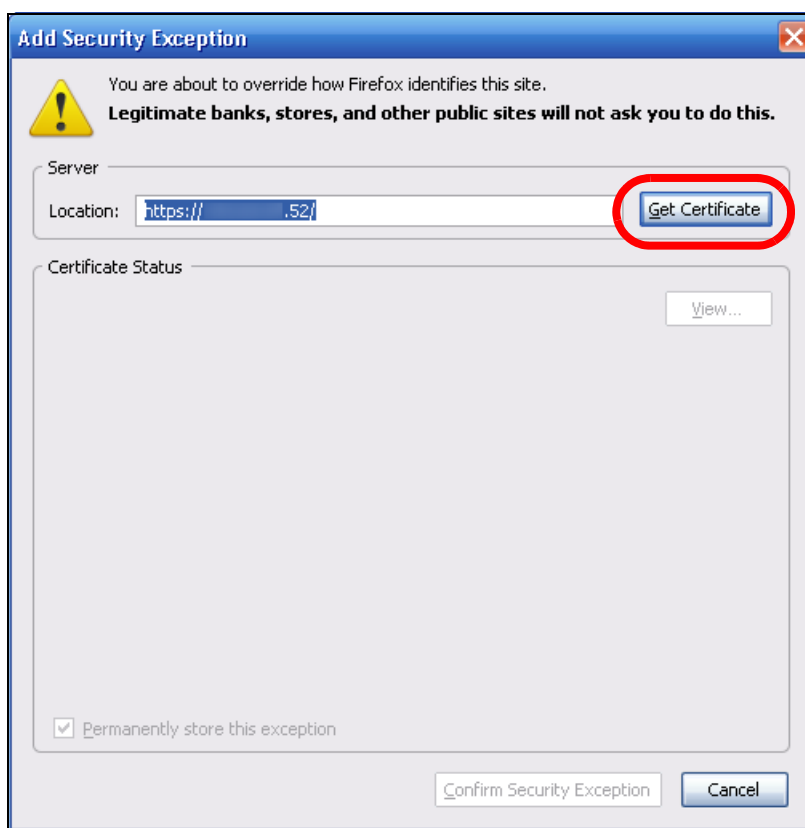 Add Security Exception
You are about to override how Firefox identifies this site.
Legitimate banks, stores, and other public sites will not ask you to do this.
Server
Location: https:// .52/ Get Certificate
Certificate Status
View...
Permanently store this exception
Confirm Security Exception Cancel